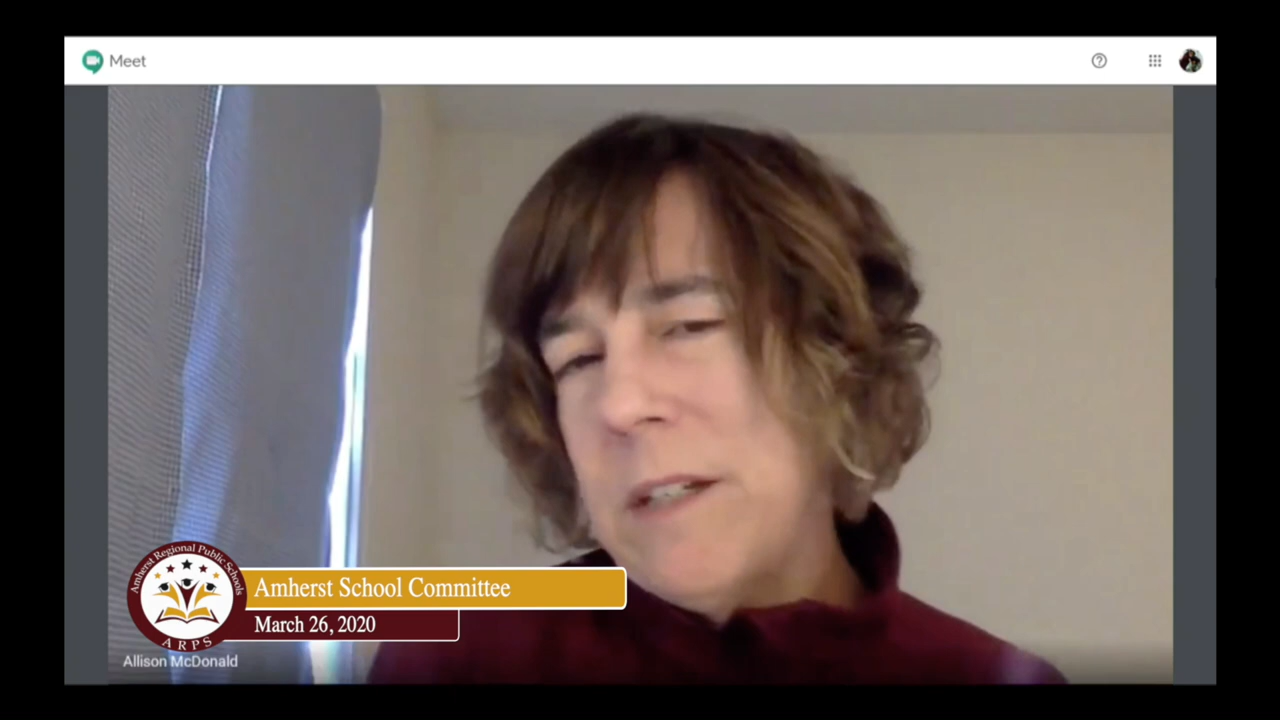 Meet
Amherst Regional Public Schools
ARPS
Amherst School Committee
March 26, 2020
Allison McDonald